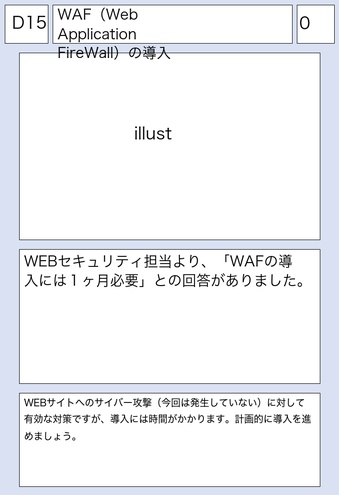 D15
WAF（Web
Application
FireWall）の導入
0
illust
WEBセキュリティ担当より、「WAFの導
入には１ヶ月必要」との回答がありました。
WEBサイトへのサイバー攻撃（今回は発生していない）に対して
有効な対策ですが、導入には時間がかかります。計画的に導入を進
めましょう。